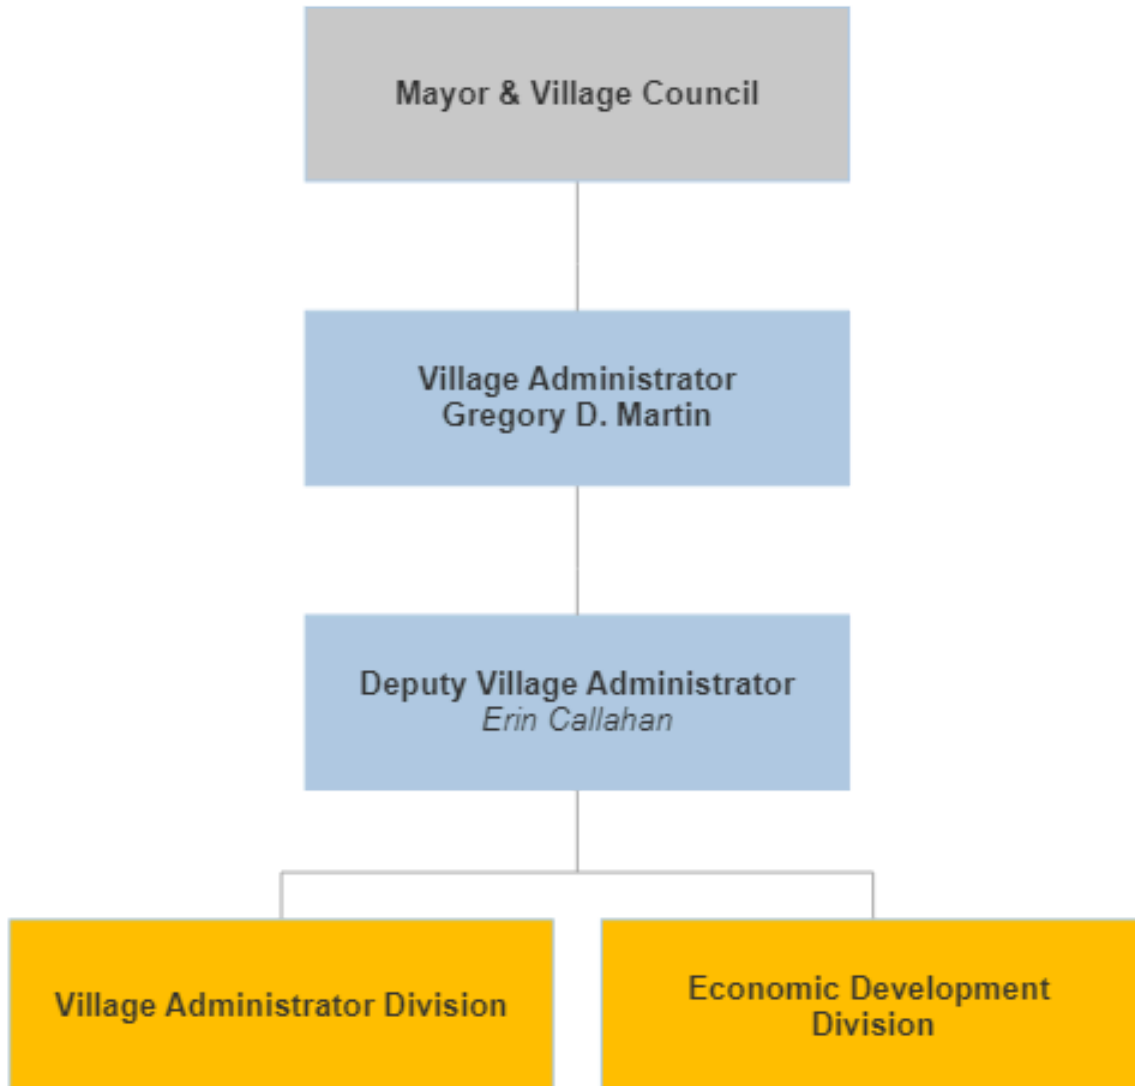 Mayor & Village Council
Village Administrator
Gregory D. Martin
Deputy Village Administrator
Erin Callahan
Village Administrator Division
Economic Development
Division